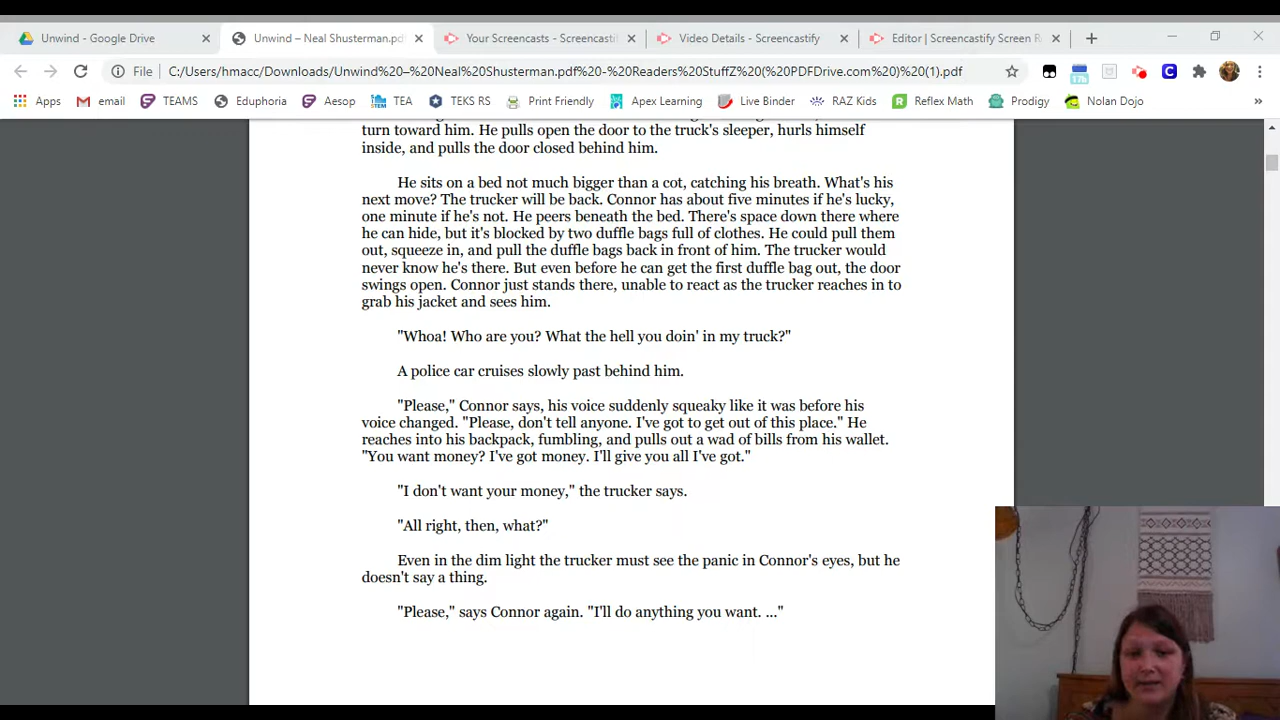 Unwind - Google Drive
Unwind – Neal Shusterman.pd
Your Screencasts - Screencasti
Video Details - Screencastify
Editor | Screencastify Screen R
File
C:/Users/hmacc/Downloads/Unwind%20–%20Neal%20Shusterman.pdf%20-%20Readers%20StuffZ%20(%20PDFDrive.com%20)%20(1).pdf
17h
Apps
email
TEAMS
Eduphoria
Aesop
TEA
TEKS RS
Print Friendly
Apex Learning
Live Binder
RAZ Kids
Reflex Math
Prodigy
Nolan Dojo
turn toward him. He pulls open the door to the truck's sleeper, hurls himself
inside, and pulls the door closed behind him.
He sits on a bed not much bigger than a cot, catching his breath. What's his
next move? The trucker will be back. Connor has about five minutes if he's lucky,
one minute if he's not. He peers beneath the bed. There's space down there where
he can hide, but it's blocked by two duffle bags full of clothes. He could pull them
out, squeeze in, and pull the duffle bags back in front of him. The trucker would
never know he's there. But even before he can get the first duffle bag out, the door
swings open. Connor just stands there, unable to react as the trucker reaches in to
grab his jacket and sees him.
"Whoa! Who are you? What the hell you doin' in my truck?"
A police car cruises slowly past behind him.
"Please," Connor says, his voice suddenly squeaky like it was before his
voice changed. "Please, don't tell anyone. I've got to get out of this place." He
reaches into his backpack, fumbling, and pulls out a wad of bills from his wallet.
"You want money? I've got money. I'll give you all I've got."
"I don't want your money," the trucker says.
"All right, then, what?"
Even in the dim light the trucker must see the panic in Connor's eyes, but he
doesn't say a thing.
"Please," says Connor again. "I'll do anything you want. ..."